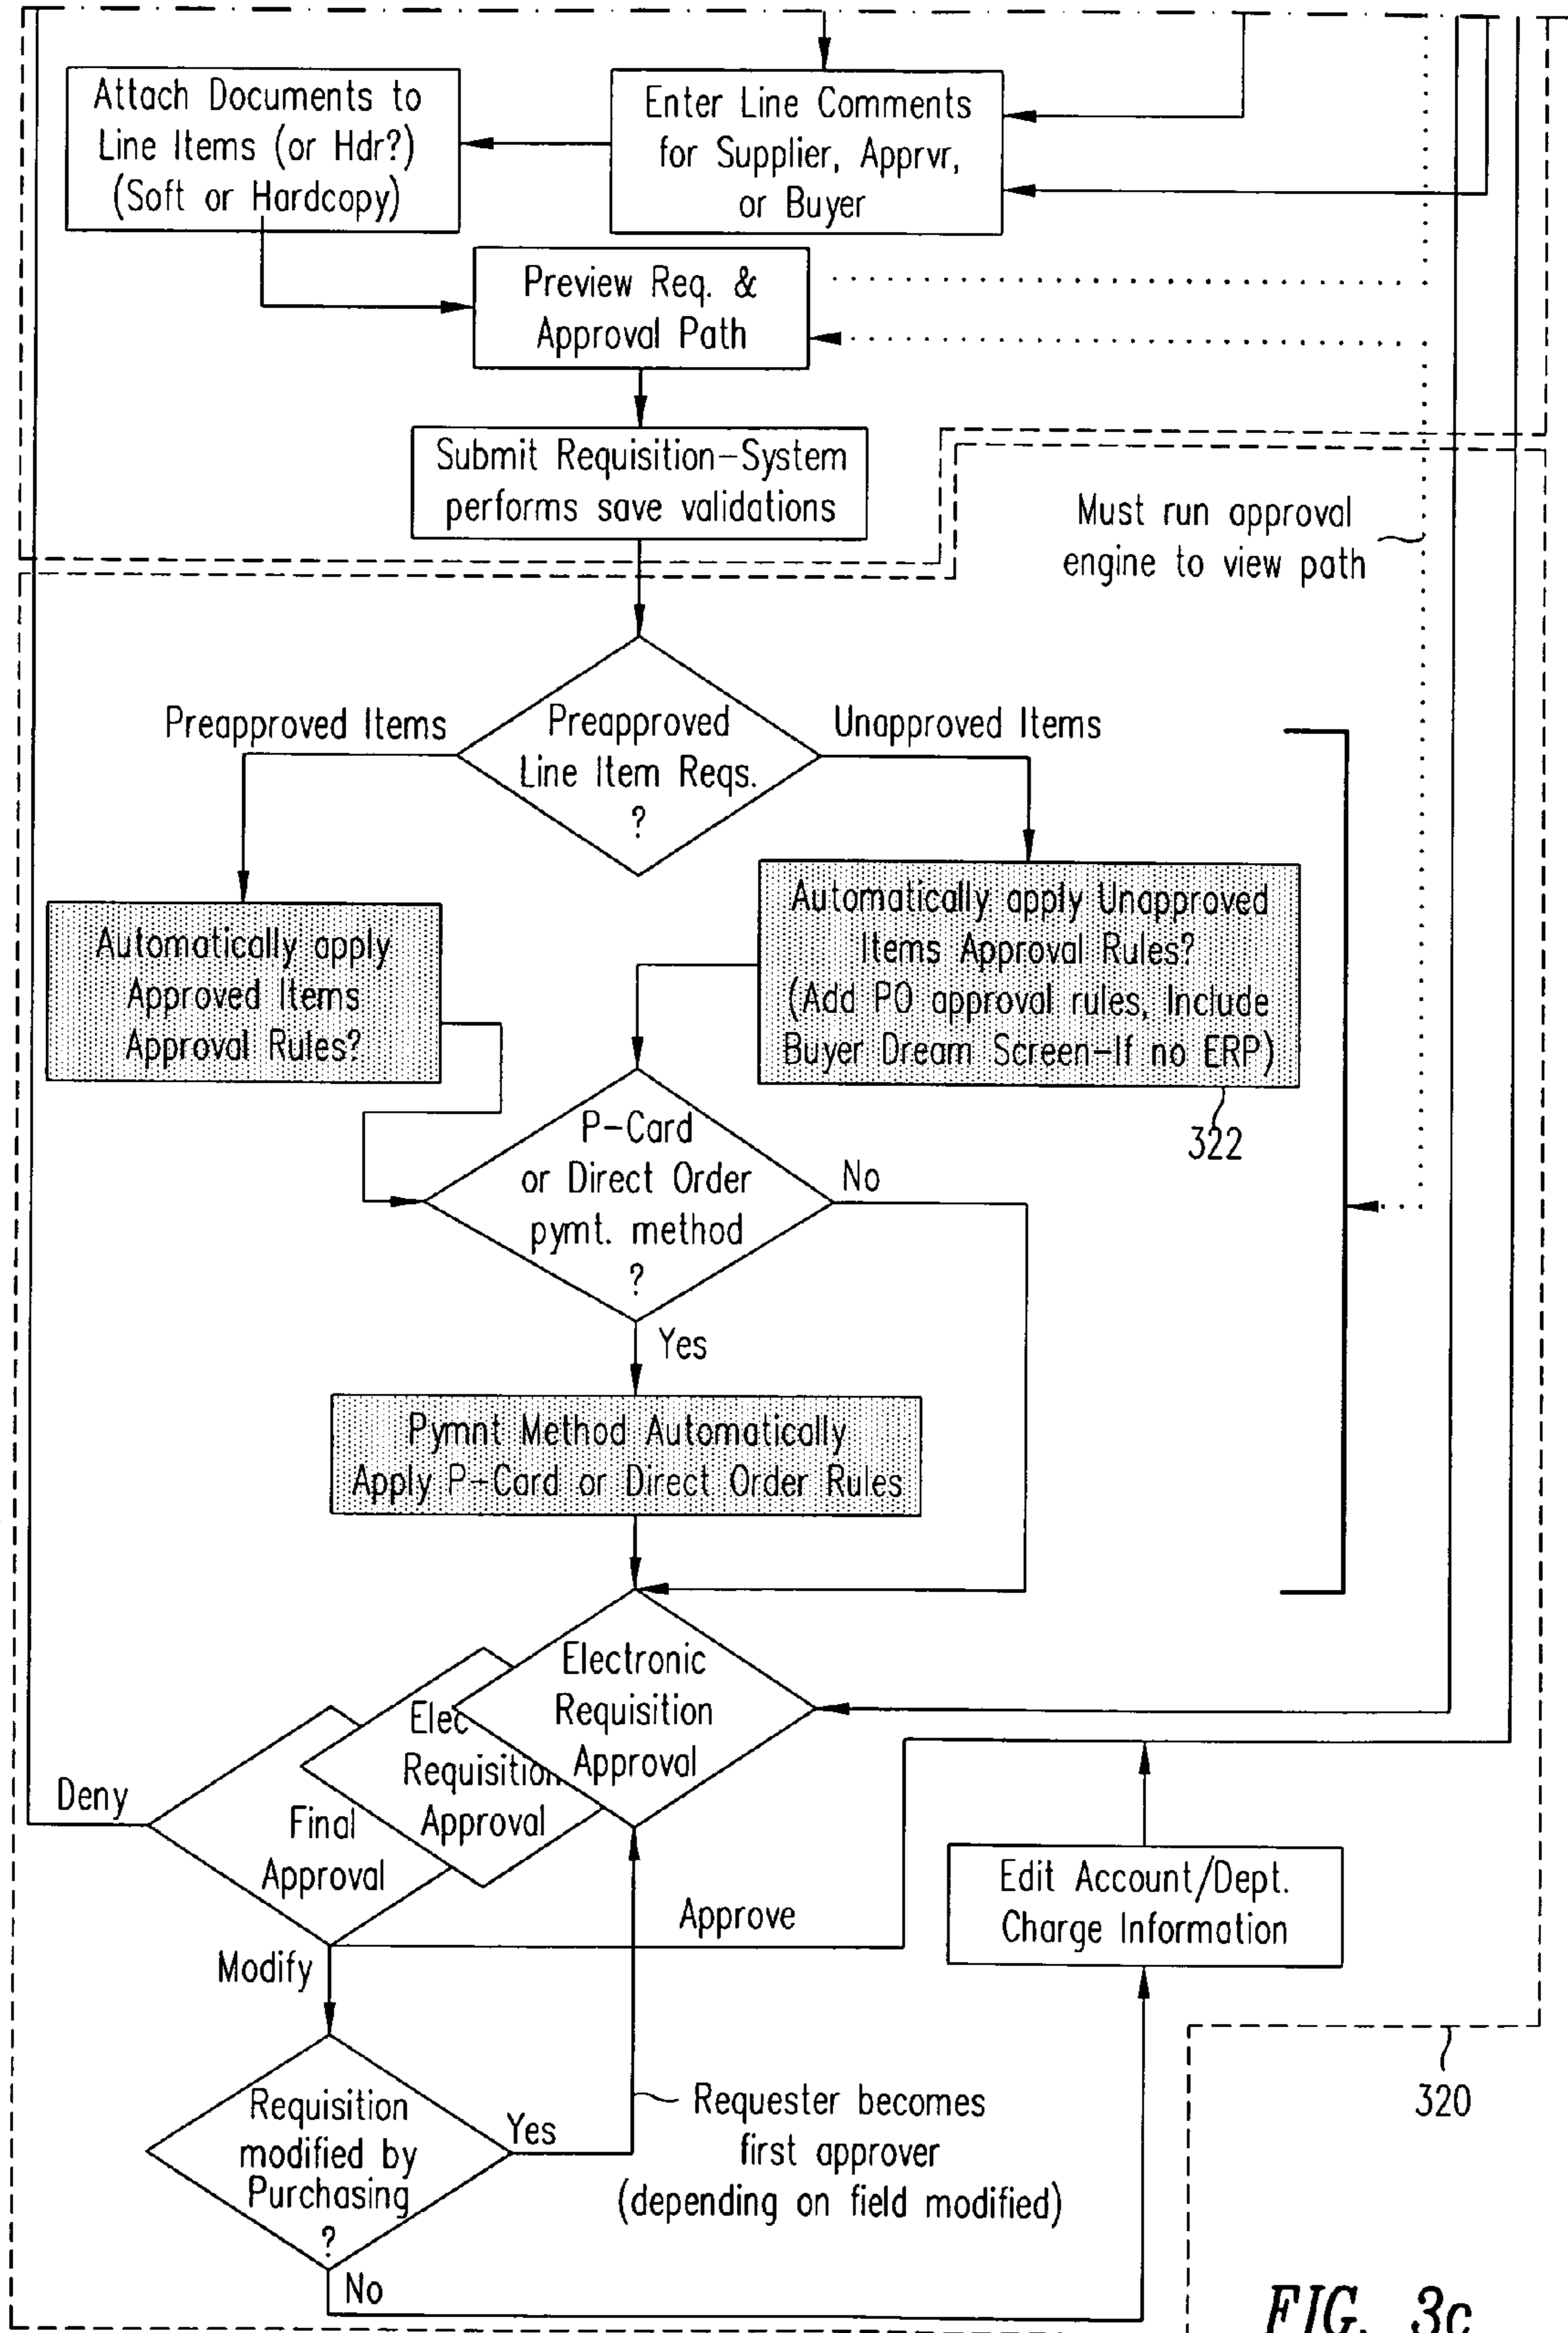 Attach Documents to
Line Items (or Hdr?)
(Soft or Hardcopy)
Enter Line Comments
for Supplier, Apprvr,
or Buyer
Preview Req. &
Approval Path
Submit Requisition-System
performs save validations
Must run approval
engine to view path
Preapproved Items
Preapproved
Line Item Reqs.
?
Unapproved Items
Automatically apply
Approved Items
Approval Rules?
Automatically apply Unapproved
Items Approval Rules?
(Add PO approval rules, Include
Buyer Dream Screen-If no ERP)
322
P-Card
or Direct Order
pymt. method
?
No
Yes
Pymnt Method Automatically
Apply P-Card or Direct Order Rules
Electronic
Requisition
Approval
Elec
Requisition
Approval
Final
Approval
Deny
Approve
Modify
Edit Account/Dept.
Charge Information
Requisition
modified by
Purchasing
?
Yes
No
Requester becomes
first approver
(depending on field modified)
320
FIG. 3c